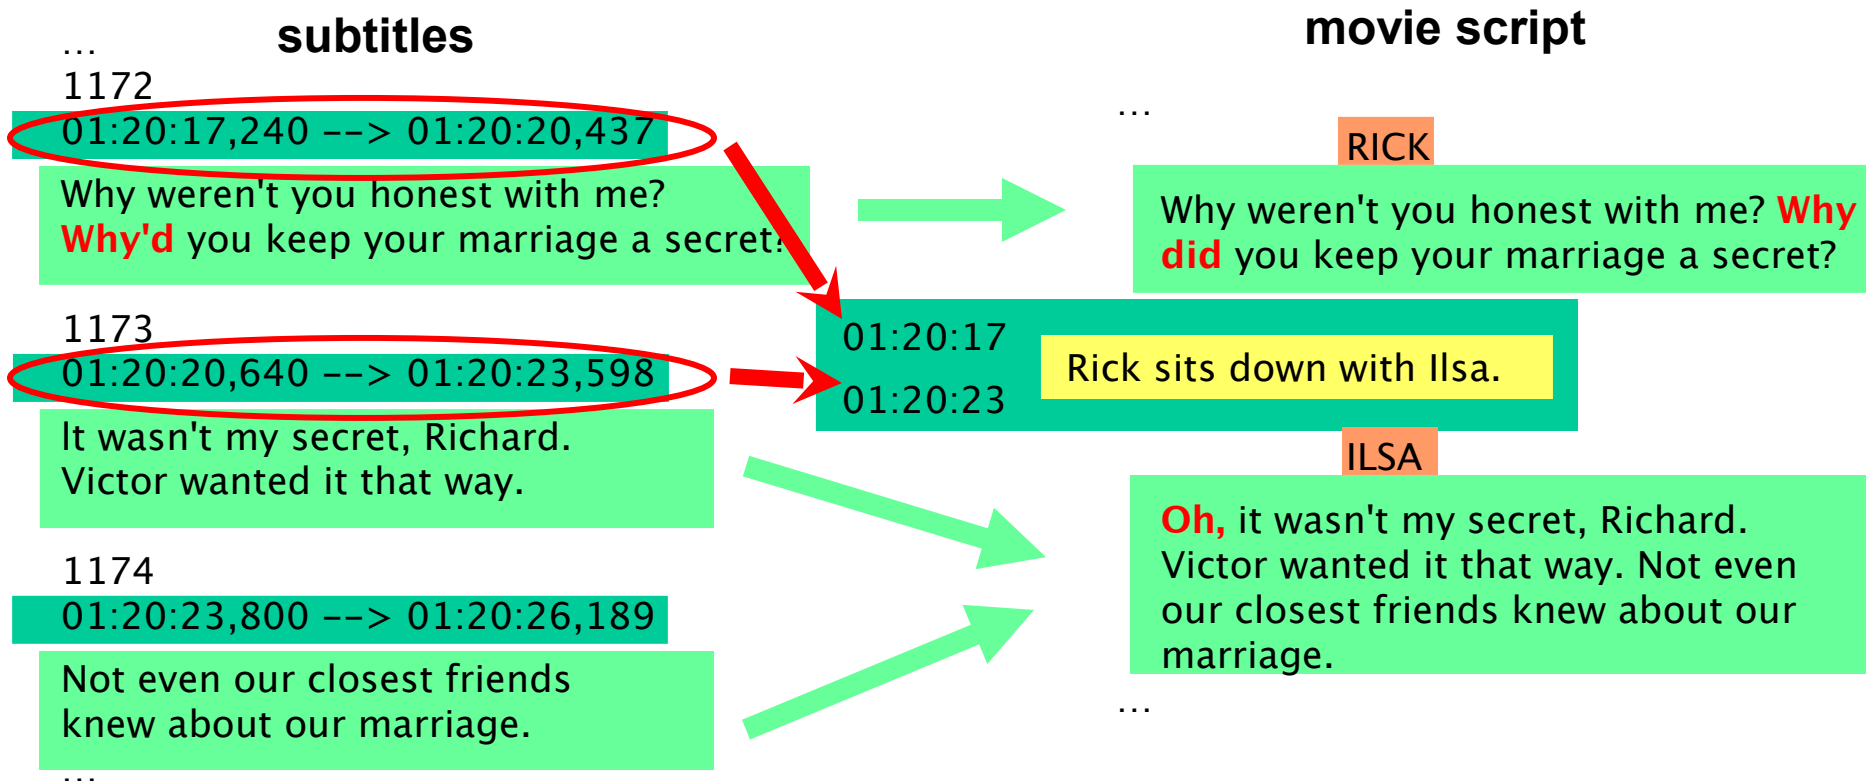 subtitles
…
1172
01:20:17,240 --> 01:20:20,437
Why weren't you honest with me?
Why'd you keep your marriage a secret?
1173
01:20:20,640 --> 01:20:23,598
lt wasn't my secret, Richard.
Victor wanted it that way.
1174
01:20:23,800 --> 01:20:26,189
Not even our closest friends
knew about our marriage.
…
movie script
…
RICK
Why weren't you honest with me? Why
did you keep your marriage a secret?
01:20:17
Rick sits down with Ilsa.
01:20:23
ILSA
Oh, it wasn't my secret, Richard.
Victor wanted it that way. Not even
our closest friends knew about our
marriage.
…